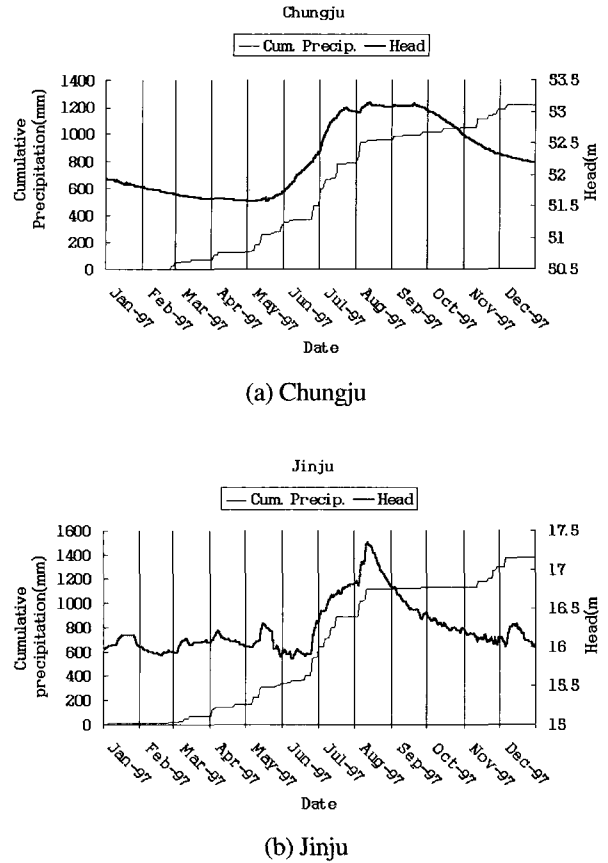 Chungju
Cum. Precip. Head
Cumulative
Precipitation(mm)
1400
1200
1000
800
600
400
200
0
53.5
53
52.5
52
51.5
51
50.5
Head(m
Jan-97 Feb-97 Mar-97 Apr-97 May-97 Jun-97 Jul-97 Aug-97 Sep-97 Oct-97 Nov-97 Dec-97
Date
(a) Chungju
Jinju
Cum. Precip. Head
Cumulative
precipitation(mm)
1600
1400
1200
1000
800
600
400
200
0
17.5
17
16.5
16
15.5
15
Head(m
Jan-97 Feb-97 Mar-97 Apr-97 May-97 Jun-97 Jul-97 Aug-97 Sep-97 Oct-97 Nov-97 Dec-97
Date
(b) Jinju